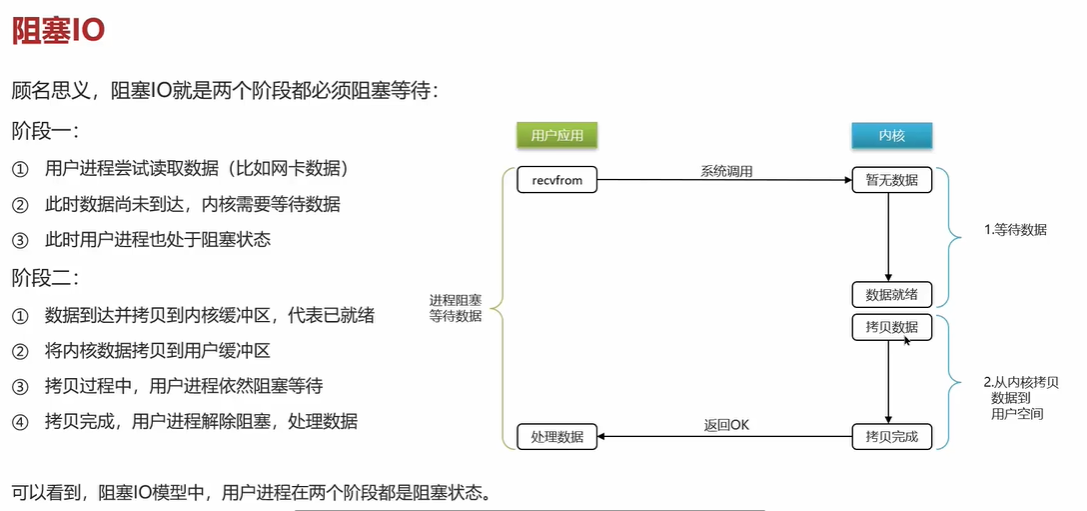 阻塞IO
顾名思义，阻塞IO就是两个阶段都必须阻塞等待：
阶段一：
① 用户进程尝试读取数据（比如网卡数据）
② 此时数据尚未到达，内核需要等待数据
③ 此时用户进程也处于阻塞状态
阶段二：
① 数据到达并拷贝到内核缓冲区，代表已就绪
② 将内核数据拷贝到用户缓冲区
③ 拷贝过程中，用户进程依然阻塞等待
④ 拷贝完成，用户进程解除阻塞，处理数据
可以看到，阻塞IO模型中，用户进程在两个阶段都是阻塞状态。
用户应用
内核
recvfrom
系统调用
暂无数据
1.等待数据
数据就绪
进程阻塞
等待数据
拷贝数据
2.从内核拷贝
数据到
用户空间
处理数据
返回OK
拷贝完成